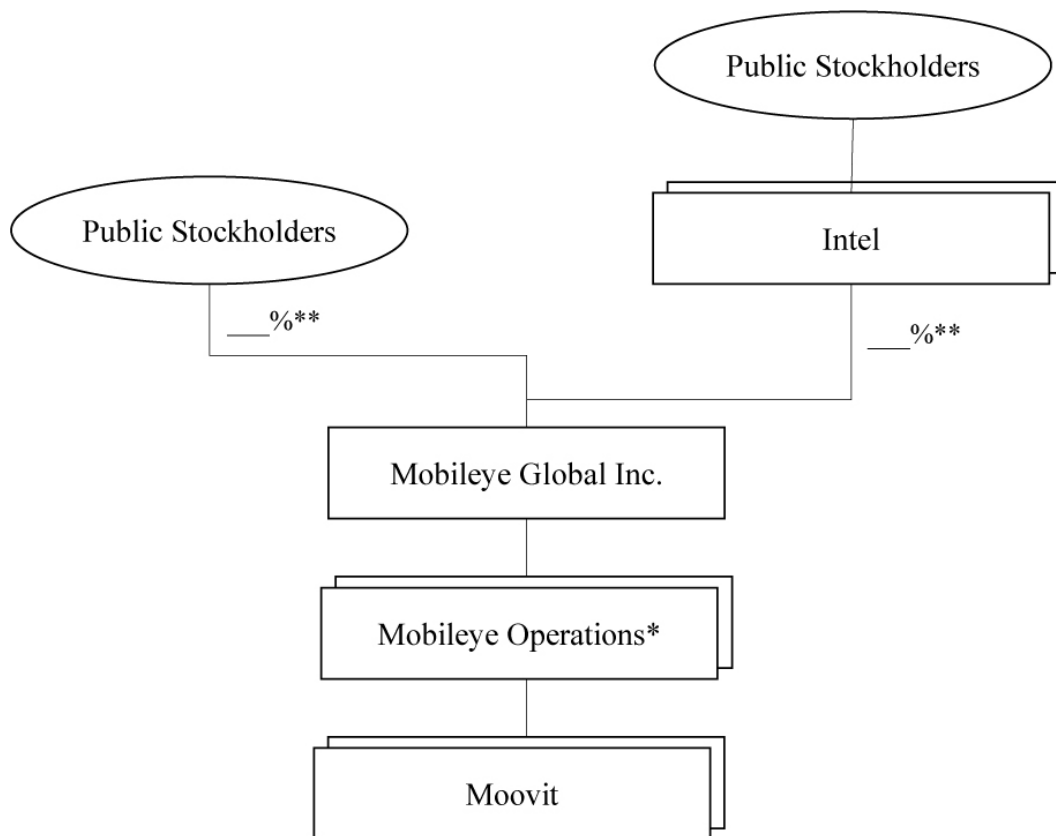 Public Stockholders
Intel
Public Stockholders
___%**
___%**
Mobileye Global Inc.
Mobileye Operations*
Moovit